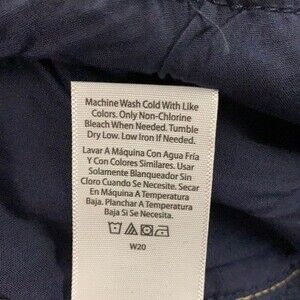 Machine Wash Cold With Like
Colors. Only Non-Chlorine
Bleach When Needed. Tumble
Dry Low. Low Iron If Needed.
Lavar A Máquina Con Agua Fría
Y Con Colores Similares. Usar
Solamente Blanqueador Sin
Cloro Cuando Se Necesite. Secar
En Máquina A Temperatura
Baja. Planchar A Temperatura
Baja Si Se Necesita.
W20